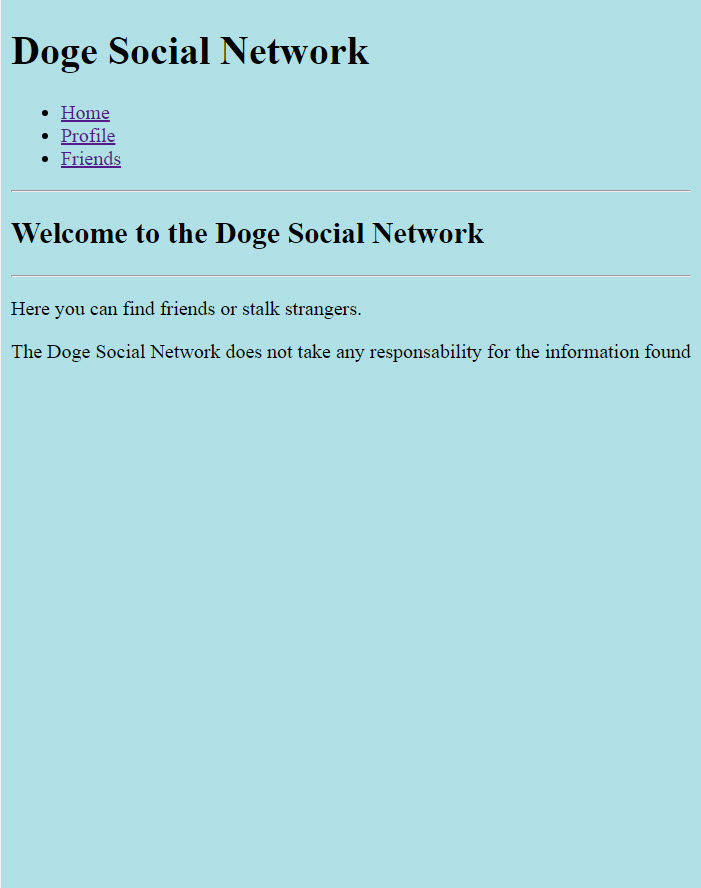 Doge Social Network
Home
Profile
Friends
Welcome to the Doge Social Network
Here you can find friends or stalk strangers.
The Doge Social Network does not take any responsability for the information found